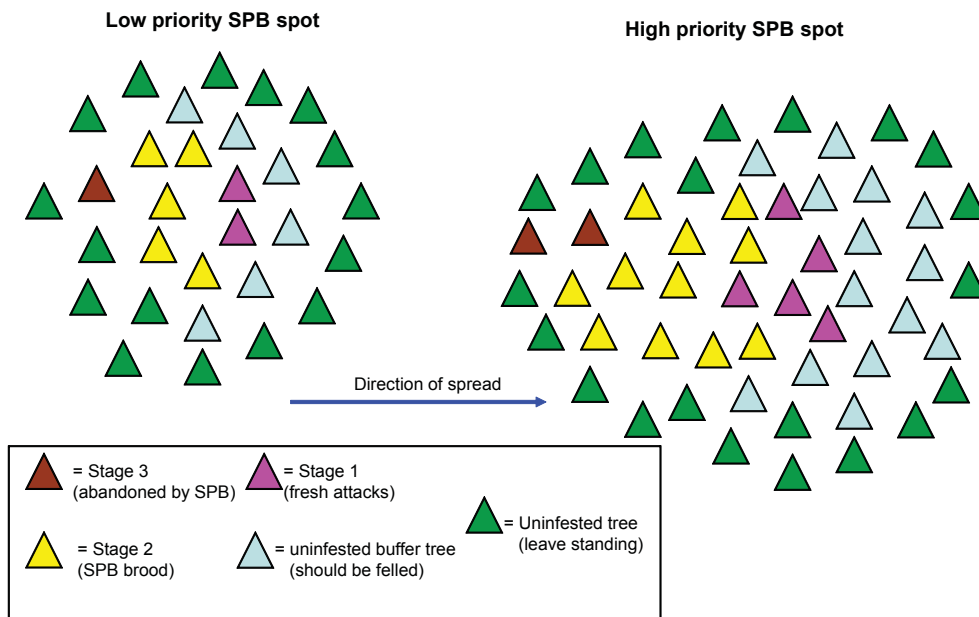 Low priority SPB spot
High priority SPB spot
Direction of spread
= Stage 3
(abandoned by SPB)
= Stage 1
(fresh attacks)
= Uninfested tree
(leave standing)
= Stage 2
(SPB brood)
= uninfested buffer tree
(should be felled)